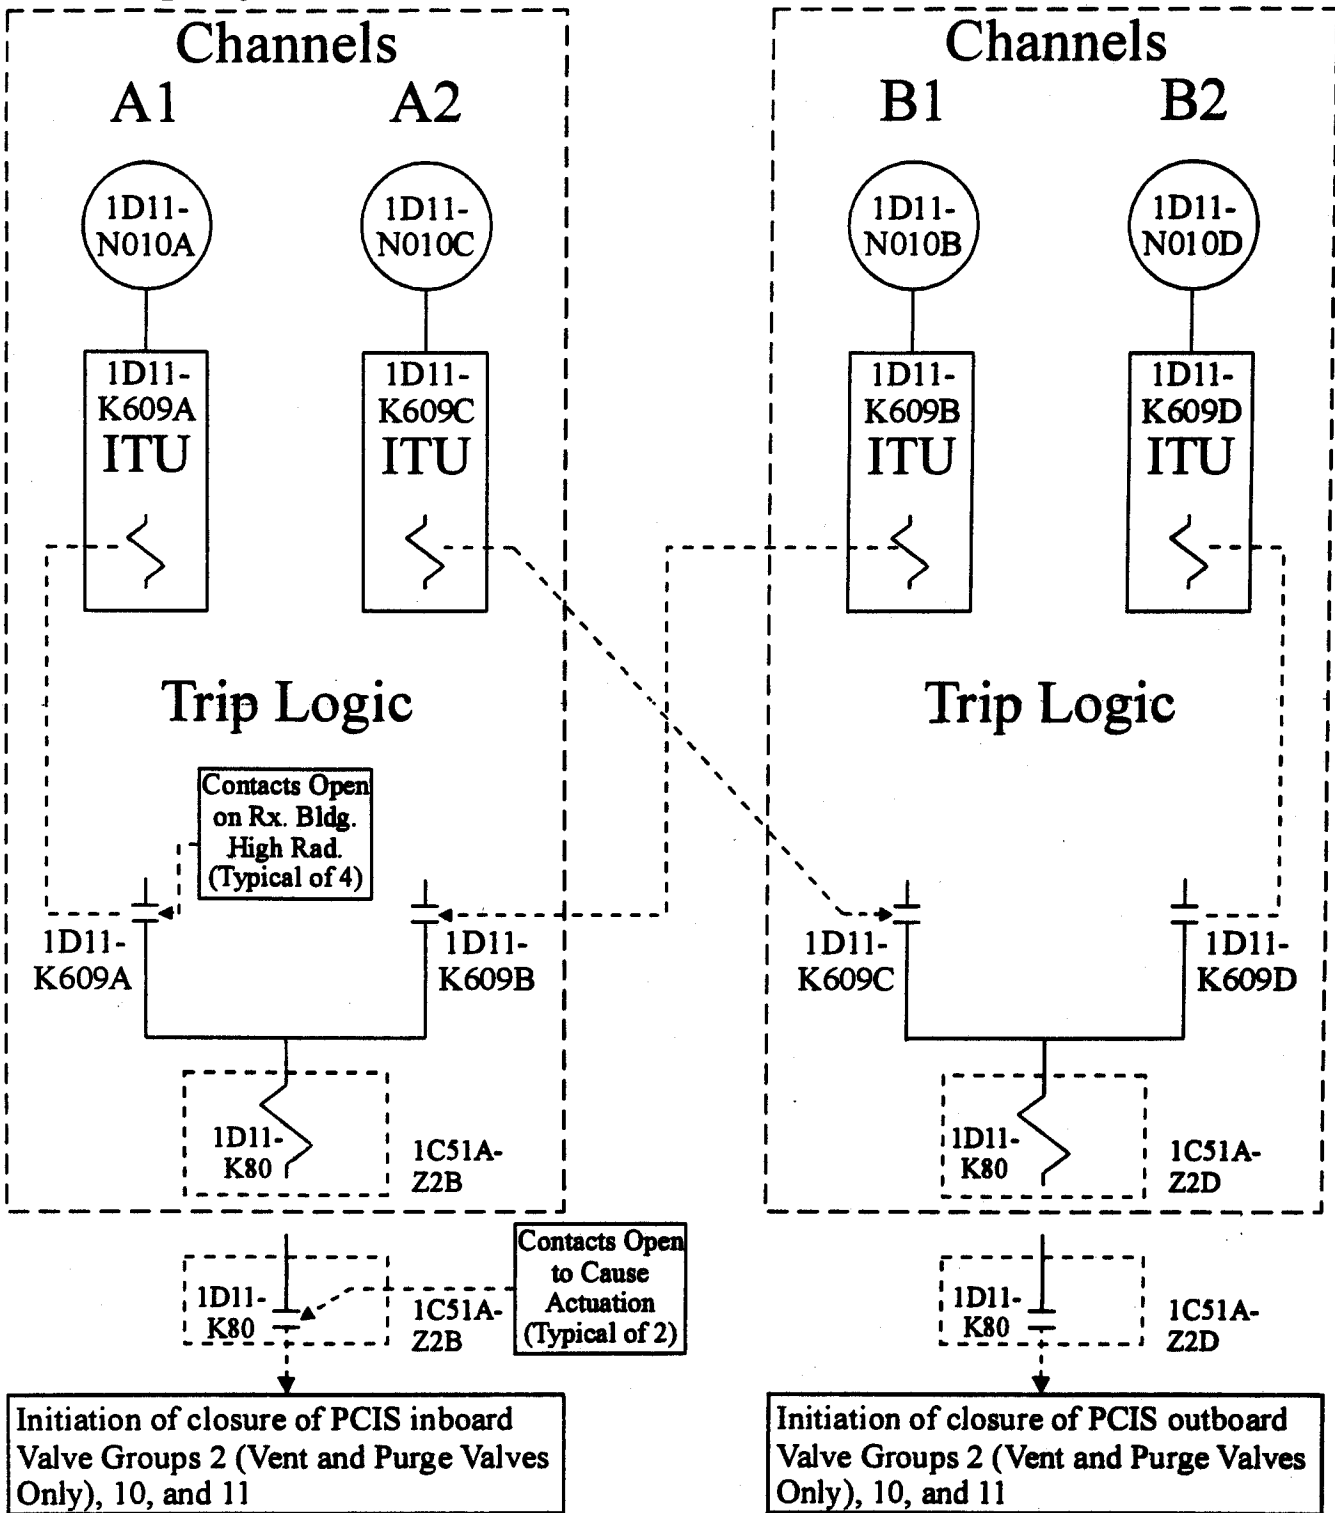 Channels
A1
A2
1D11-
N010A
1D11-
N010C
1D11-
K609A
ITU
1D11-
K609C
ITU
Trip Logic
Contacts Open
on Rx. Bldg.
High Rad.
(Typical of 4)
1D11-
K609A
1D11-
K609B
1D11-
K80
1C51A-
Z2B
1D11-
K80
1C51A-
Z2B
Contacts Open
to Cause
Actuation
(Typical of 2)
Initiation of closure of PCIS inboard
Valve Groups 2 (Vent and Purge Valves
Only), 10, and 11
Channels
B1
B2
1D11-
N010B
1D11-
N010D
1D11-
K609B
ITU
1D11-
K609D
ITU
Trip Logic
1D11-
K609C
1D11-
K609D
1D11-
K80
1C51A-
Z2D
1D11-
K80
1C51A-
Z2D
Initiation of closure of PCIS outboard
Valve Groups 2 (Vent and Purge Valves
Only), 10, and 11